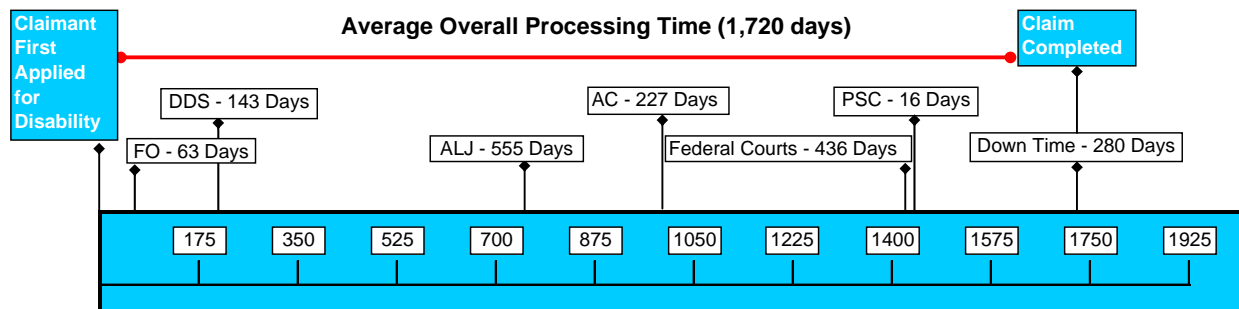 Claimant
First
Applied
for
Disability
Average Overall Processing Time (1,720 days)
Claim
Completed
DDS - 143 Days
AC - 227 Days
PSC - 16 Days
FO - 63 Days
ALJ - 555 Days
Federal Courts - 436 Days
Down Time - 280 Days
175 350 525 700 875 1050 1225 1400 1575 1750 1925